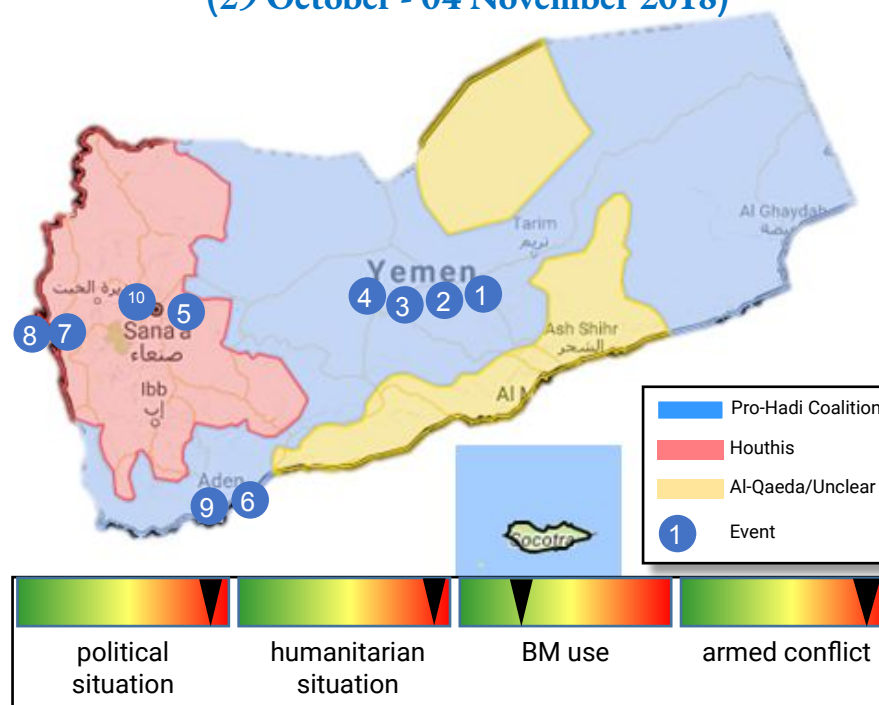 (29 October - 04 November 2018)
Tarim
تريم
Al Ghaydah
Yemen
4
3
2
1
10
5
8
7
Sana'a
صنعاء
Ash Shihr
الشحر
Ibb
إب
Al M
Aden
9
6
Socotra
Pro-Hadi Coalition
Houthis
Al-Qaeda/Unclear
1
Event
political
situation
humanitarian
situation
BM use
armed conflict